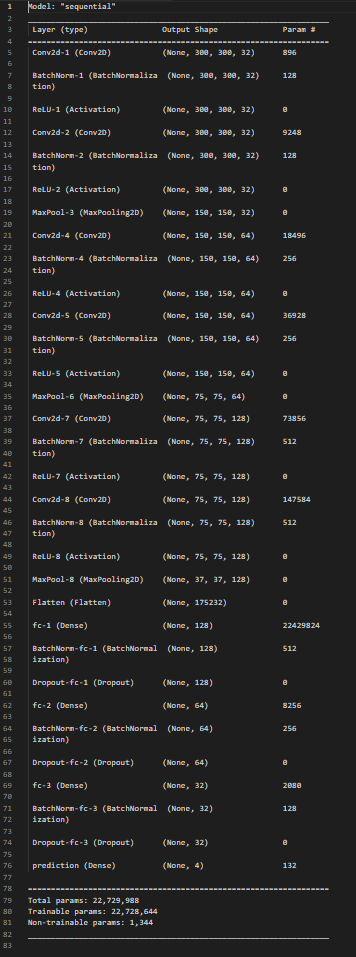 1 Model: "sequential"
2 _________________________________________________________________
3 Layer (type) Output Shape Param #
4 =================================================================
5 Conv2d-1 (Conv2D) (None, 300, 300, 32) 896
6
7 BatchNorm-1 (BatchNormaliza (None, 300, 300, 32) 128
8 tion)
9
10 ReLU-1 (Activation) (None, 300, 300, 32) 0
11
12 Conv2d-2 (Conv2D) (None, 300, 300, 32) 9248
13
14 BatchNorm-2 (BatchNormaliza (None, 300, 300, 32) 128
15 tion)
16
17 ReLU-2 (Activation) (None, 300, 300, 32) 0
18
19 MaxPool-3 (MaxPooling2D) (None, 150, 150, 32) 0
20
21 Conv2d-4 (Conv2D) (None, 150, 150, 64) 18496
22
23 BatchNorm-4 (BatchNormaliza (None, 150, 150, 64) 256
24 tion)
25
26 ReLU-4 (Activation) (None, 150, 150, 64) 0
27
28 Conv2d-5 (Conv2D) (None, 150, 150, 64) 36928
29
30 BatchNorm-5 (BatchNormaliza (None, 150, 150, 64) 256
31 tion)
32
33 ReLU-5 (Activation) (None, 150, 150, 64) 0
34
35 MaxPool-6 (MaxPooling2D) (None, 75, 75, 64) 0
36
37 Conv2d-7 (Conv2D) (None, 75, 75, 128) 73856
38
39 BatchNorm-7 (BatchNormaliza (None, 75, 75, 128) 512
40 tion)
41
42 ReLU-7 (Activation) (None, 75, 75, 128) 0
43
44 Conv2d-8 (Conv2D) (None, 75, 75, 128) 147584
45
46 BatchNorm-8 (BatchNormaliza (None, 75, 75, 128) 512
47 tion)
48
49 ReLU-8 (Activation) (None, 75, 75, 128) 0
50
51 MaxPool-8 (MaxPooling2D) (None, 37, 37, 128) 0
52
53 Flatten (Flatten) (None, 175232) 0
54
55 fc-1 (Dense) (None, 128) 22429824
56
57 BatchNorm-fc-1 (BatchNormal (None, 128) 512
58 ization)
59
60 Dropout-fc-1 (Dropout) (None, 128) 0
61
62 fc-2 (Dense) (None, 64) 8256
63
64 BatchNorm-fc-2 (BatchNormal (None, 64) 256
65 ization)
66
67 Dropout-fc-2 (Dropout) (None, 64) 0
68
69 fc-3 (Dense) (None, 32) 2080
70
71 BatchNorm-fc-3 (BatchNormal (None, 32) 128
72 ization)
73
74 Dropout-fc-3 (Dropout) (None, 32) 0
75
76 prediction (Dense) (None, 4) 132
77
78 =================================================================
79 Total params: 22,729,988
80 Trainable params: 22,728,644
81 Non-trainable params: 1,344
82 _________________________________________________________________
83